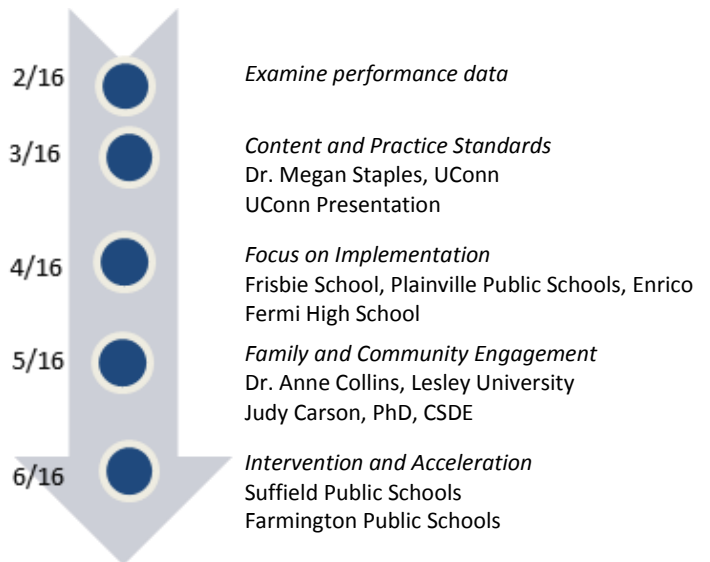 2/16
Examine performance data
3/16
Content and Practice Standards
Dr. Megan Staples, UConn
UConn Presentation
4/16
Focus on Implementation
Frisbie School, Plainville Public Schools, Enrico
Fermi High School
5/16
Family and Community Engagement
Dr. Anne Collins, Lesley University
Judy Carson, PhD, CSDE
6/16
Intervention and Acceleration
Suffield Public Schools
Farmington Public Schools